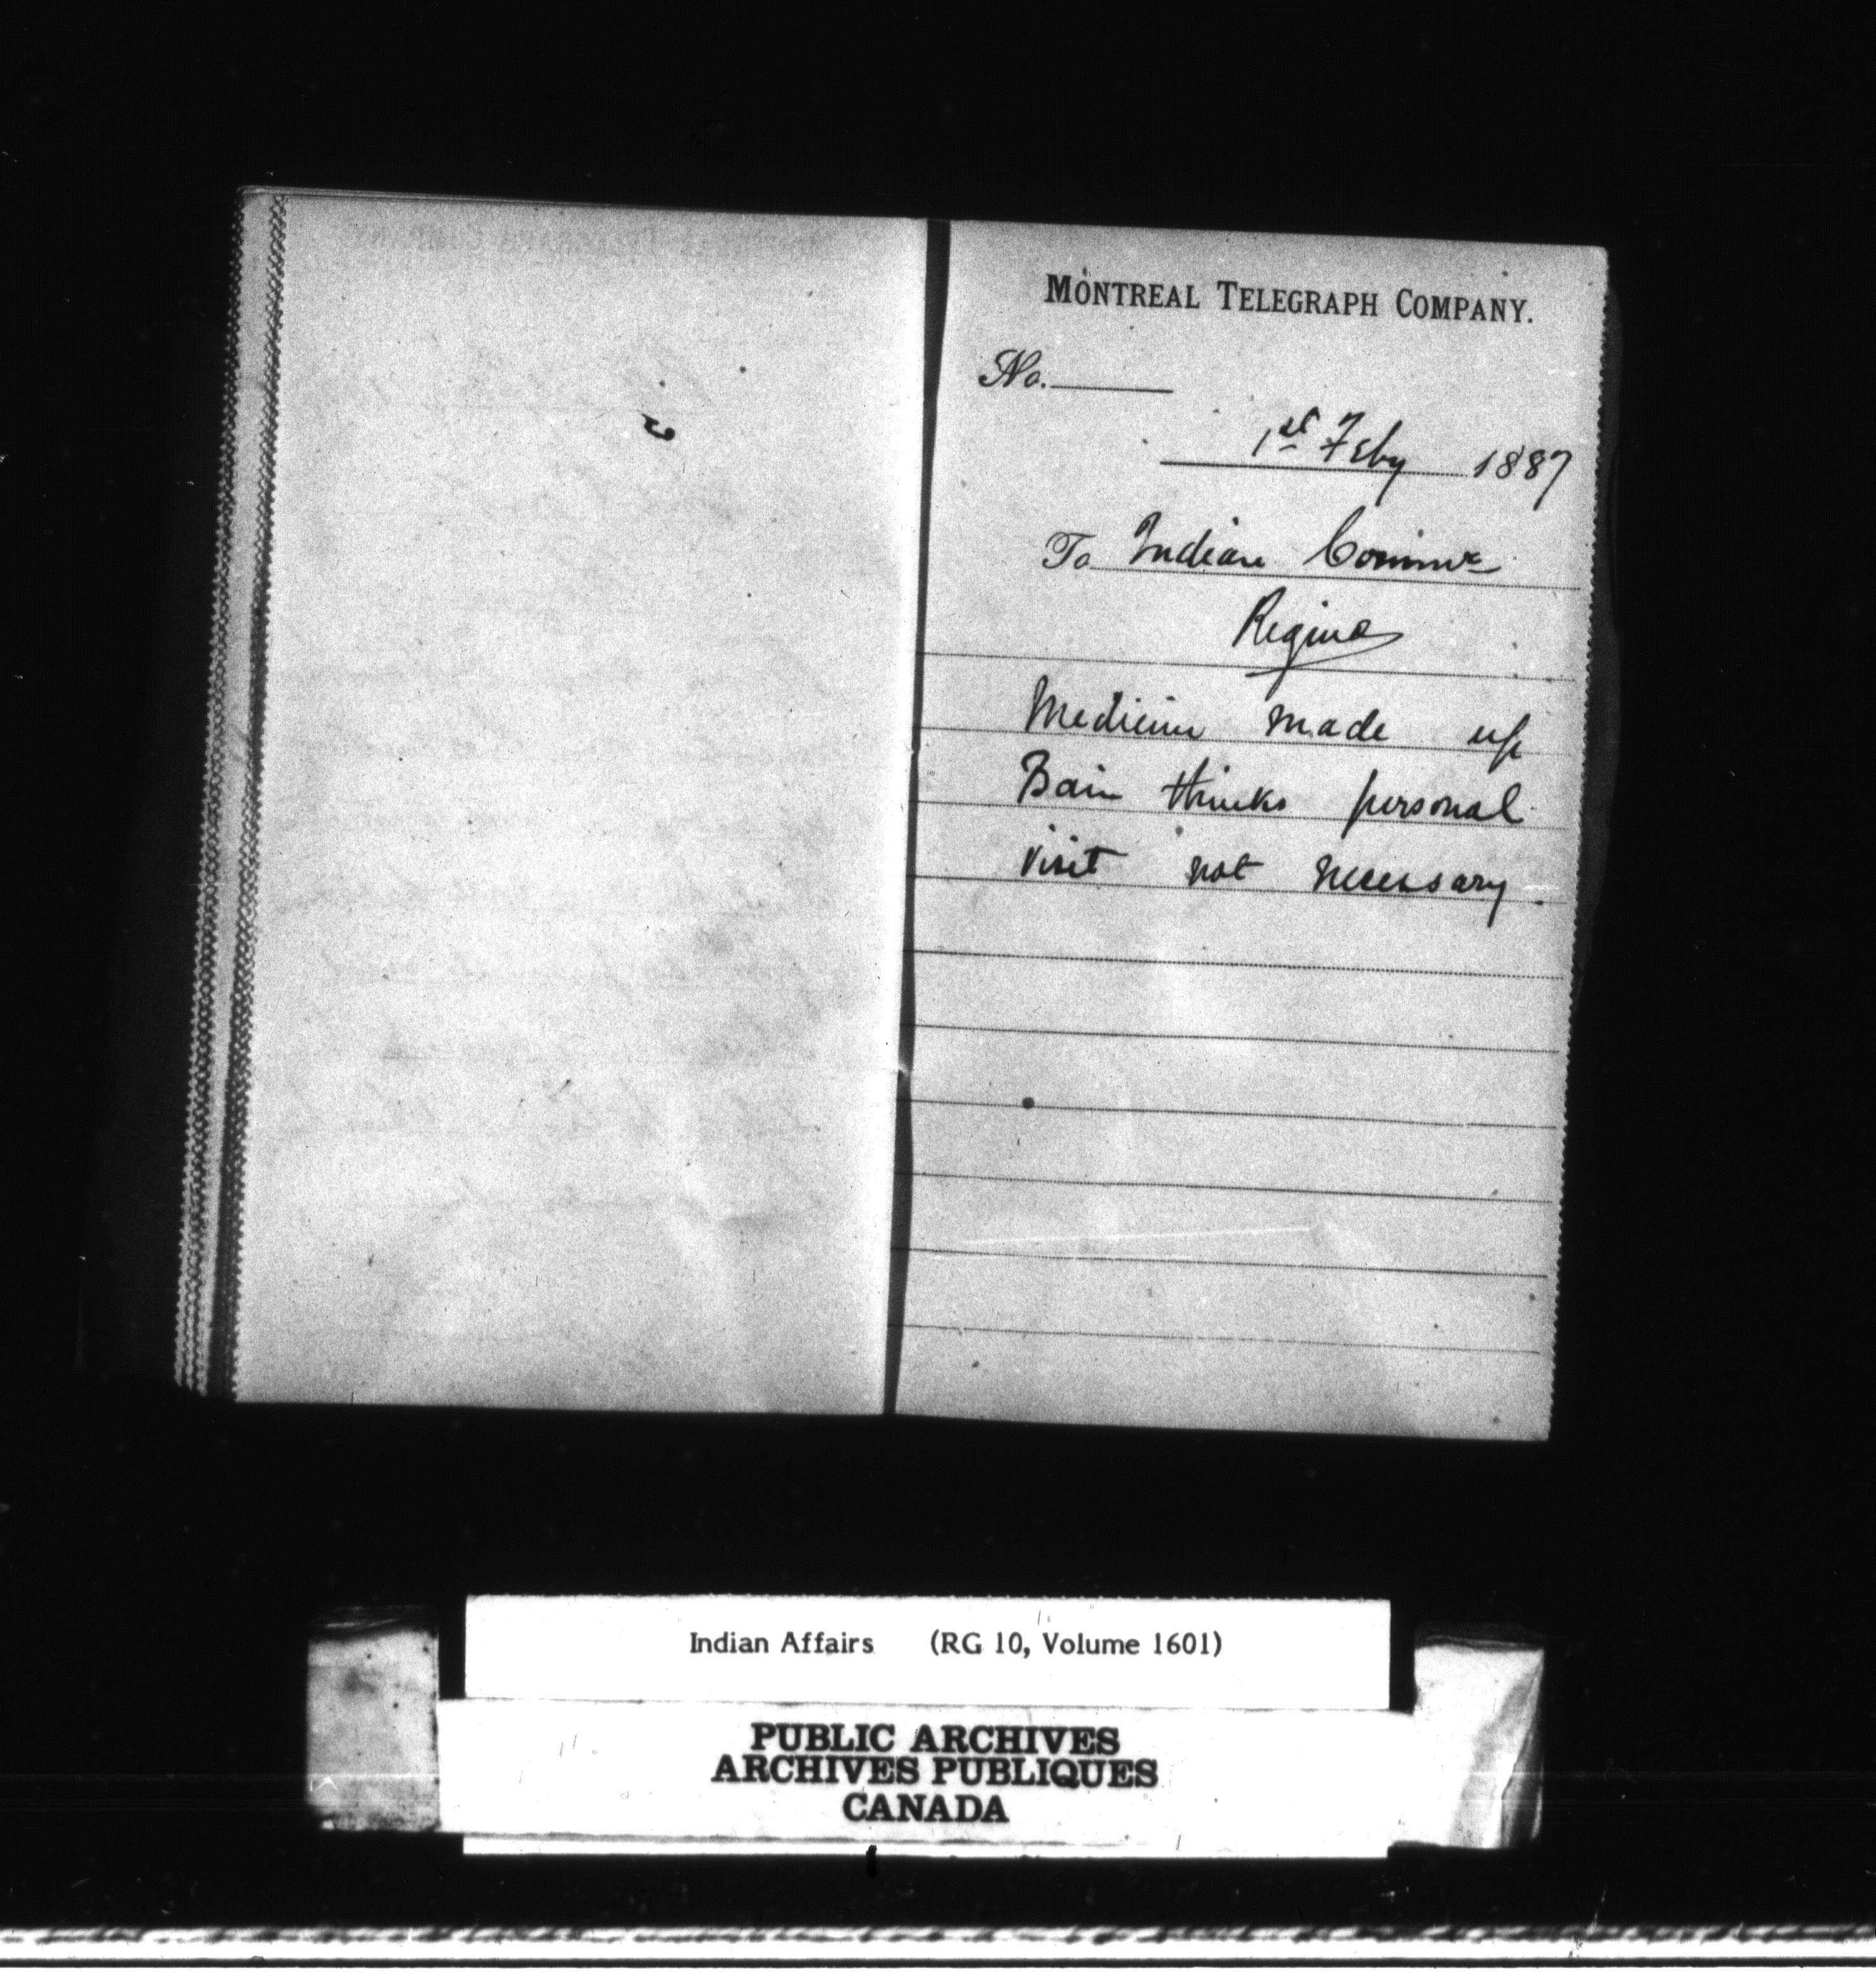 MONTREAL TELEGRAPH COMPANY.
No.
1st Feby 1887
To Indian Commr
Regina
Medicine made up
Bain thinks personal
visit not necessary
Indian Affairs (RG 10, Volume 1601)
PUBLIC ARCHIVES
ARCHIVES PUBLIQUES
CANADA